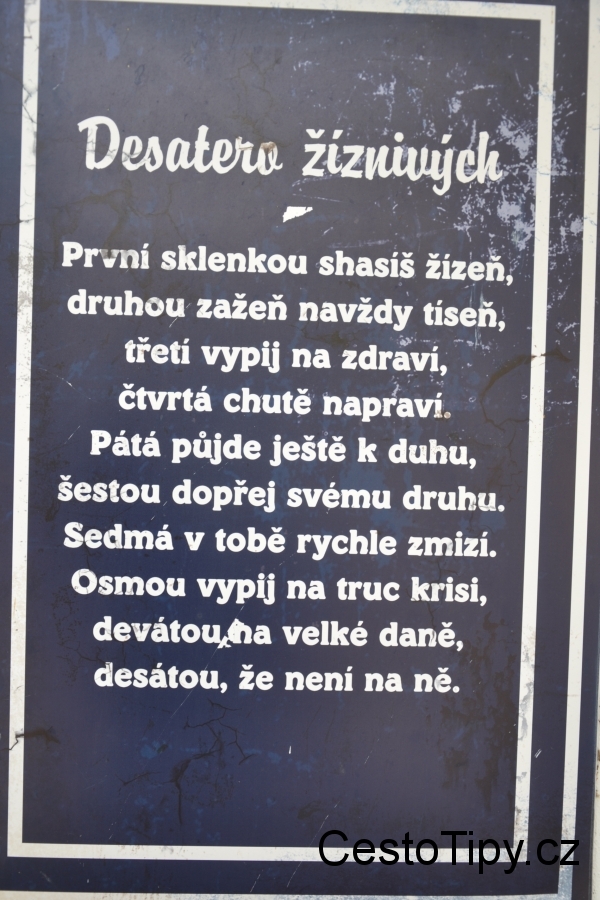 Desatero žíznivých
První sklenkou shasíš žízeň,
druhou zažeň navždy tíseň,
třetí vypij na zdraví,
čtvrtá chutě napraví.
Pátá půjde ještě k duhu,
šestou dopřej svému druhu.
Sedmá v tobě rychle zmizí.
Osmou vypij na truc krisi,
devátou na velké daně,
desátou, že není na ně.
CestoTipy.cz